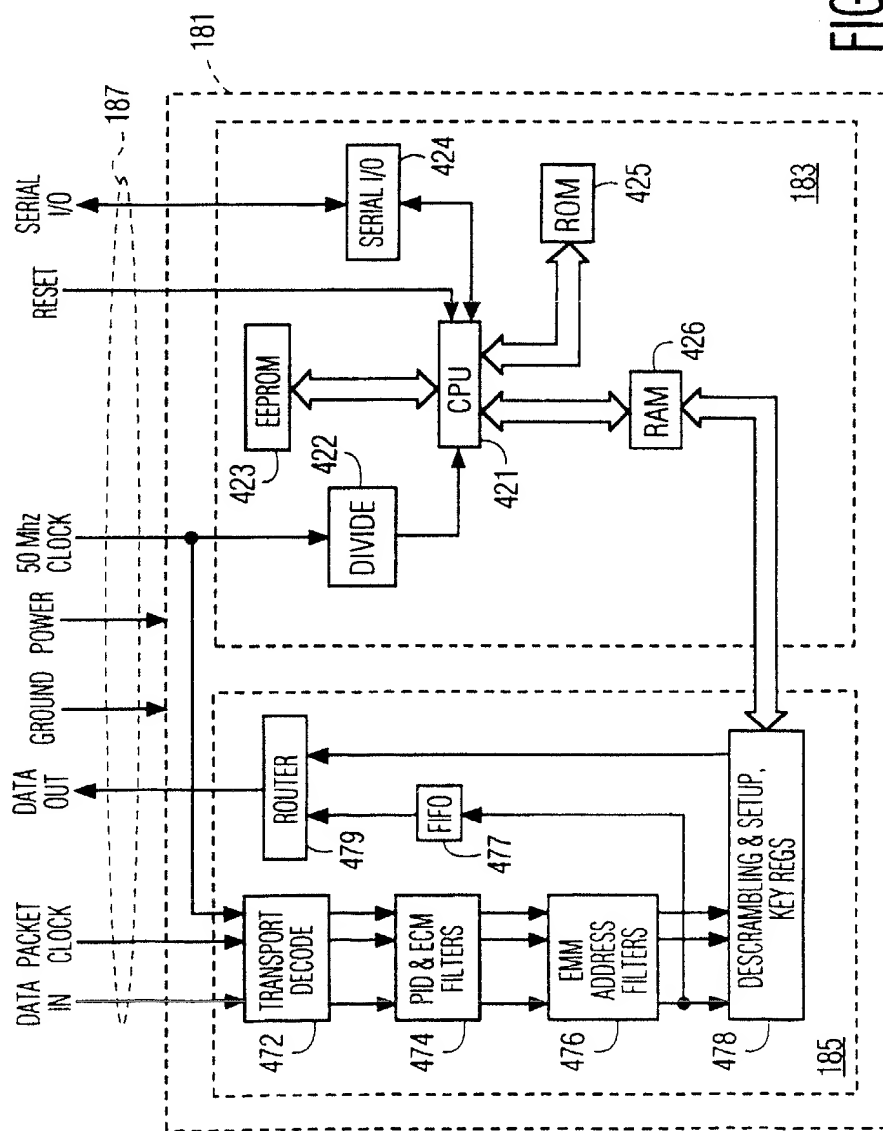 FIG
181
187
SERIAL
I/O
RESET
50 Mhz
CLOCK
POWER
GROUND
DATA
OUT
PACKET
CLOCK
DATA
IN
SERIAL I/O
424
EEPROM
423
ROM
425
CPU
421
DIVIDE
422
RAM
426
183
ROUTER
479
FIFO
477
TRANSPORT
DECODE
472
PID & ECM
FILTERS
474
EMM
ADDRESS
FILTERS
476
DESCRAMBLING & SETUP,
KEY REGS
478
185